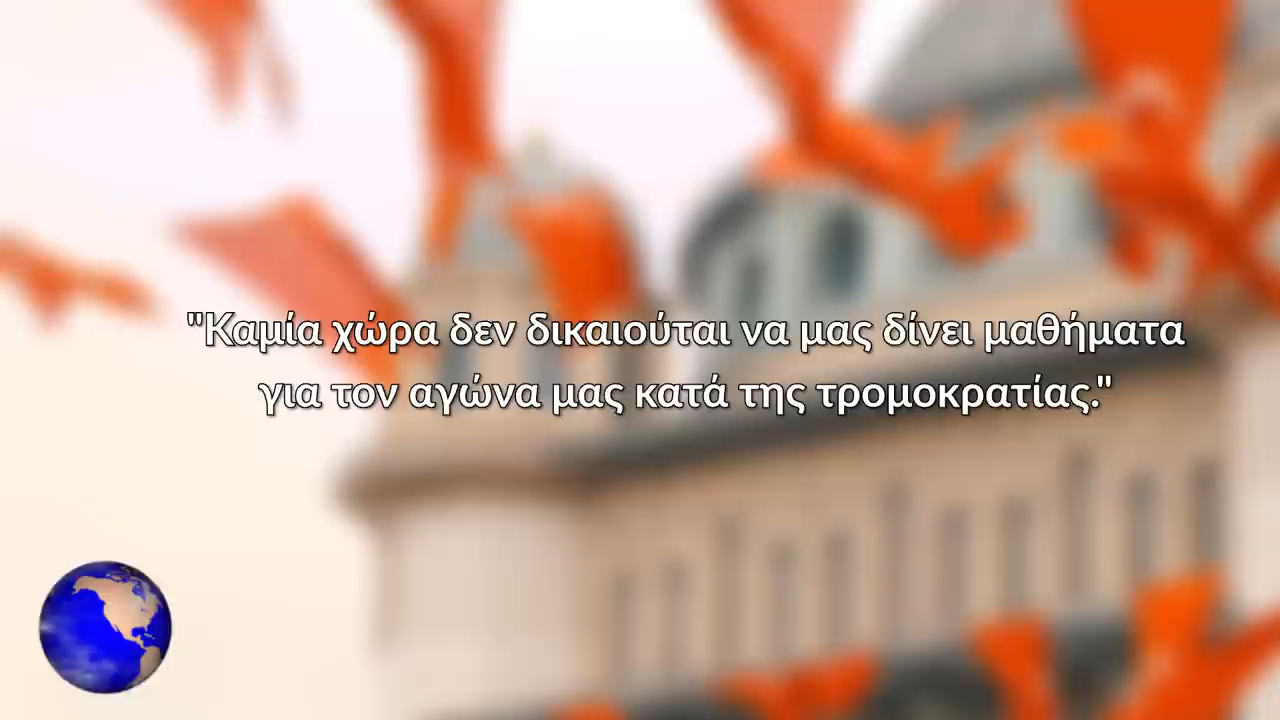 "Καμία χώρα δεν δικαιούται να μας δίνει μαθήματα
για τον αγώνα μας κατά της τρομοκρατίας."